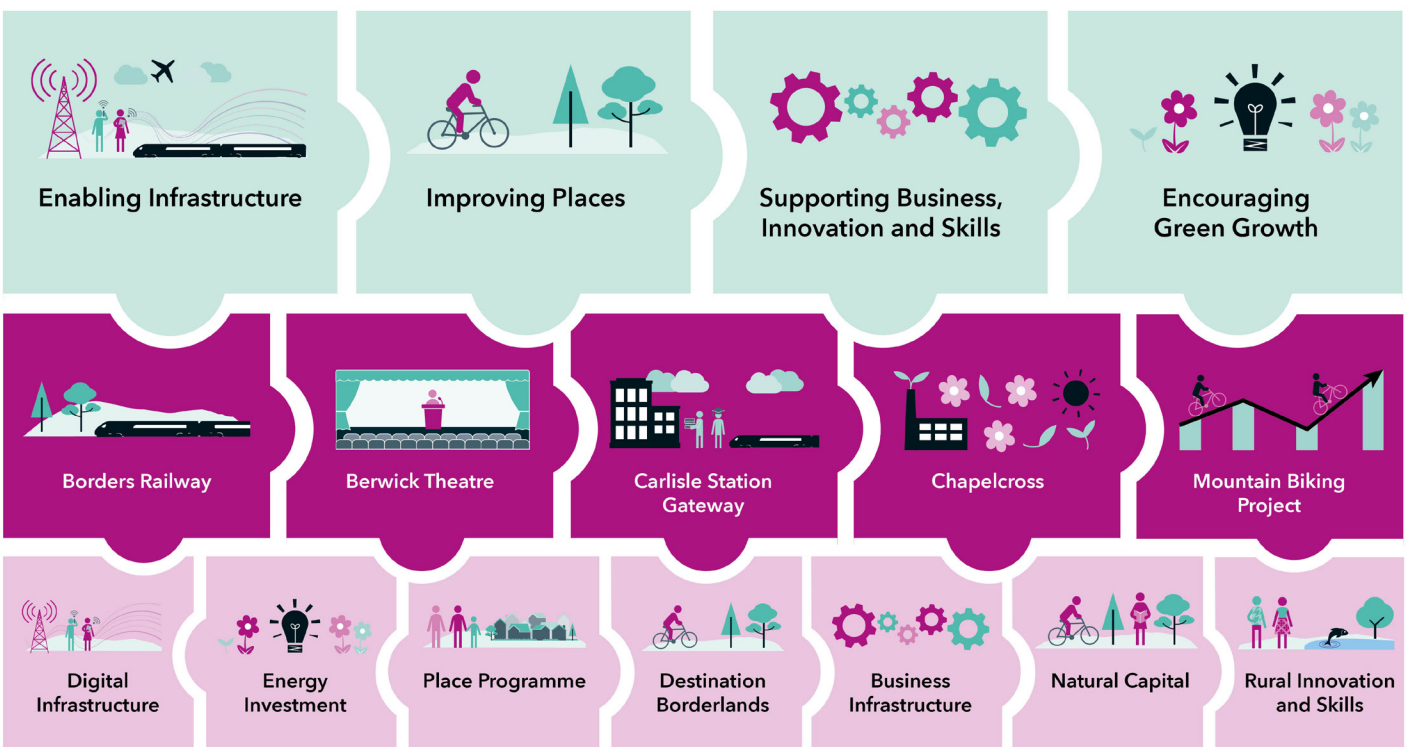 Enabling Infrastructure
Improving Places
Supporting Business,
Innovation and Skills
Encouraging
Green Growth
Borders Railway
Berwick Theatre
Carlisle Station
Gateway
Chapelcross
Mountain Biking
Project
Digital
Infrastructure
Energy
Investment
Place Programme
Destination
Borderlands
Business
Infrastructure
Natural Capital
Rural Innovation
and Skills